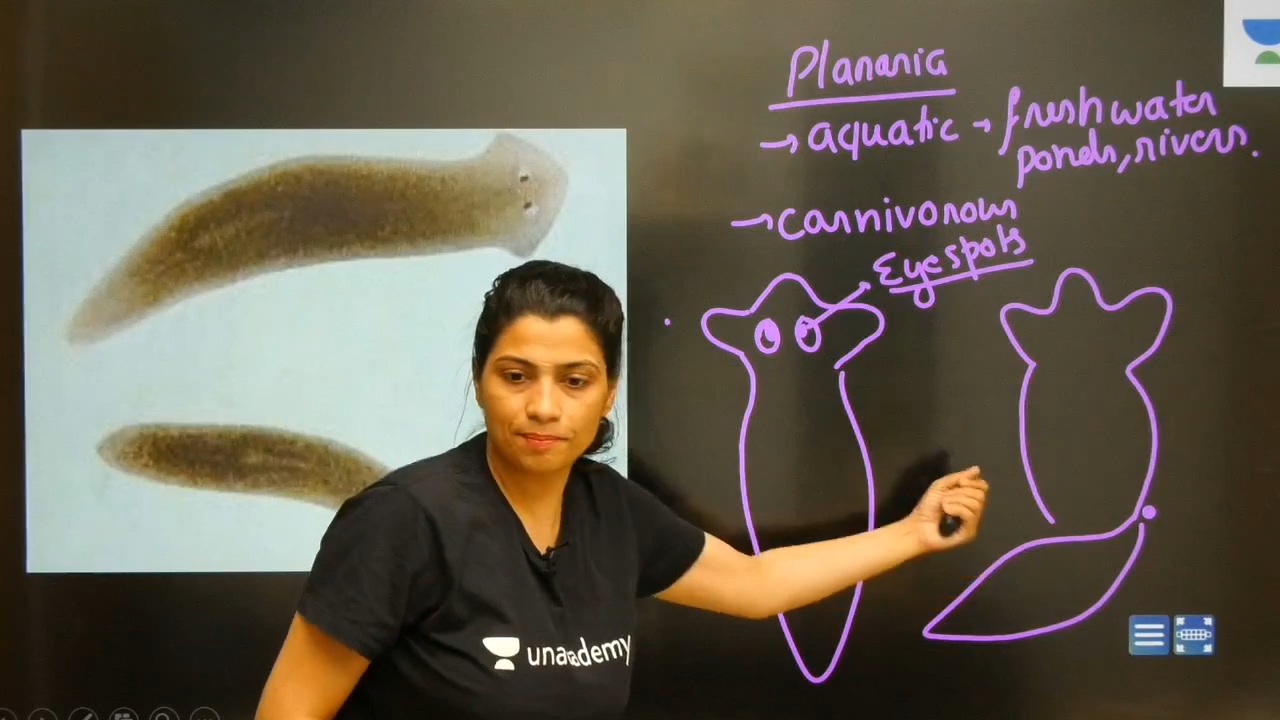 Planaria
→ aquatic → freshwater
ponds, rivers.
→ carnivorous
Eyespots
unacademy